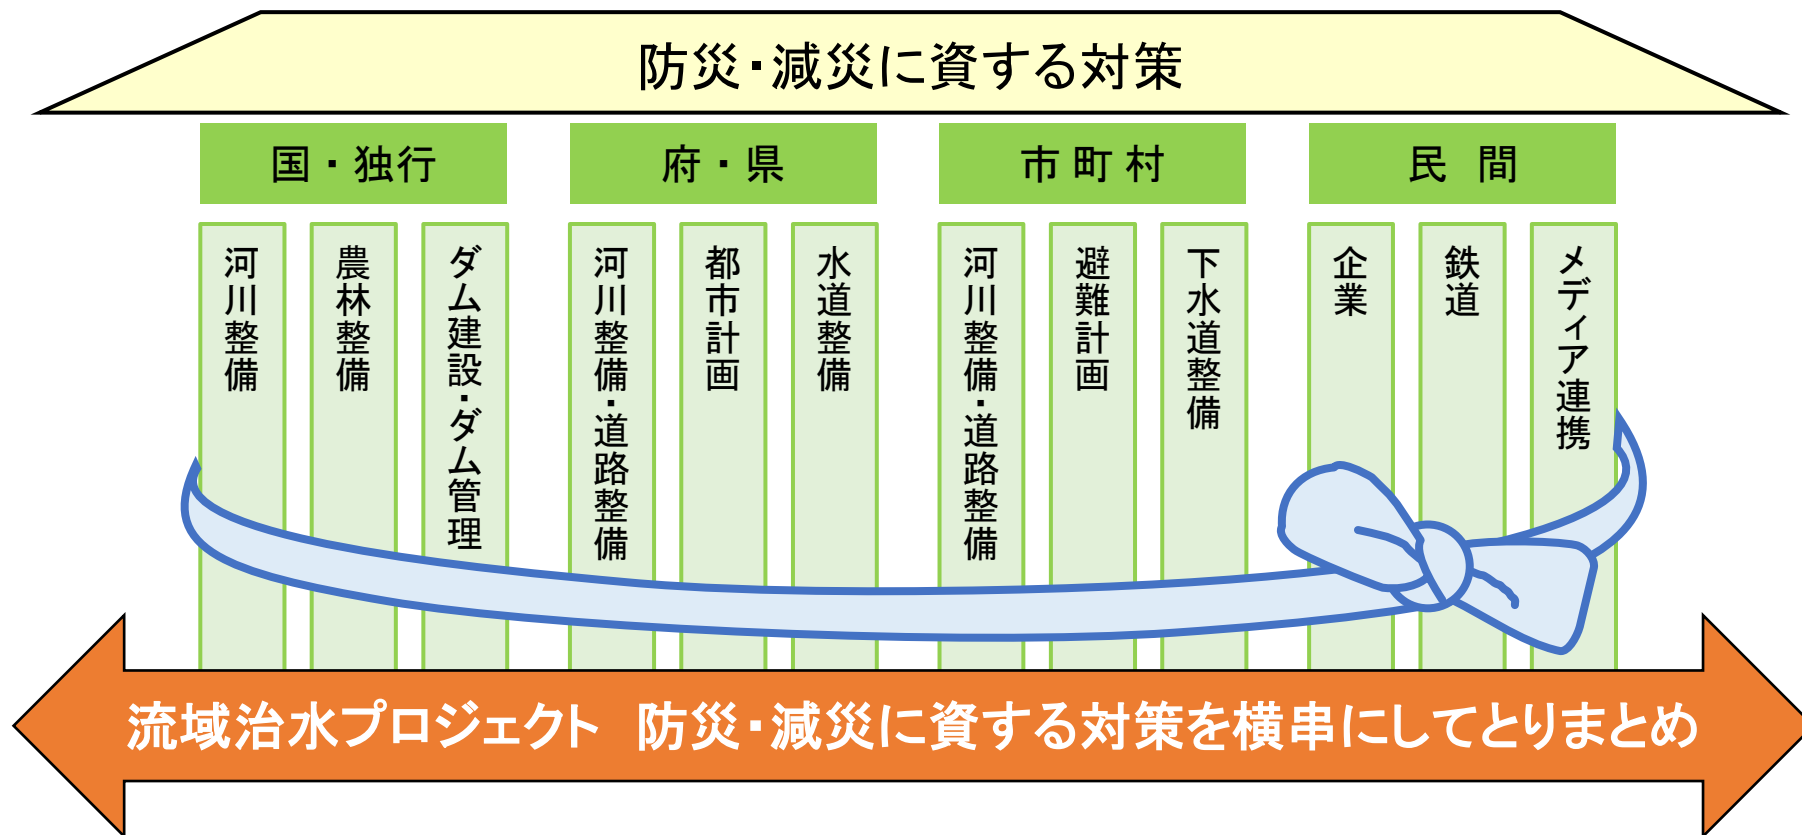 防災・減災に資する対策
国・独行
府・県
市町村
民 間
河川整備
農林整備
ダム建設・ダム管理
河川整備・道路整備
都市計画
水道整備
河川整備・道路整備
避難計画
下水道整備
企業
鉄道
メディア連携
流域治水プロジェクト 防災・減災に資する対策を横串にしてとりまとめ